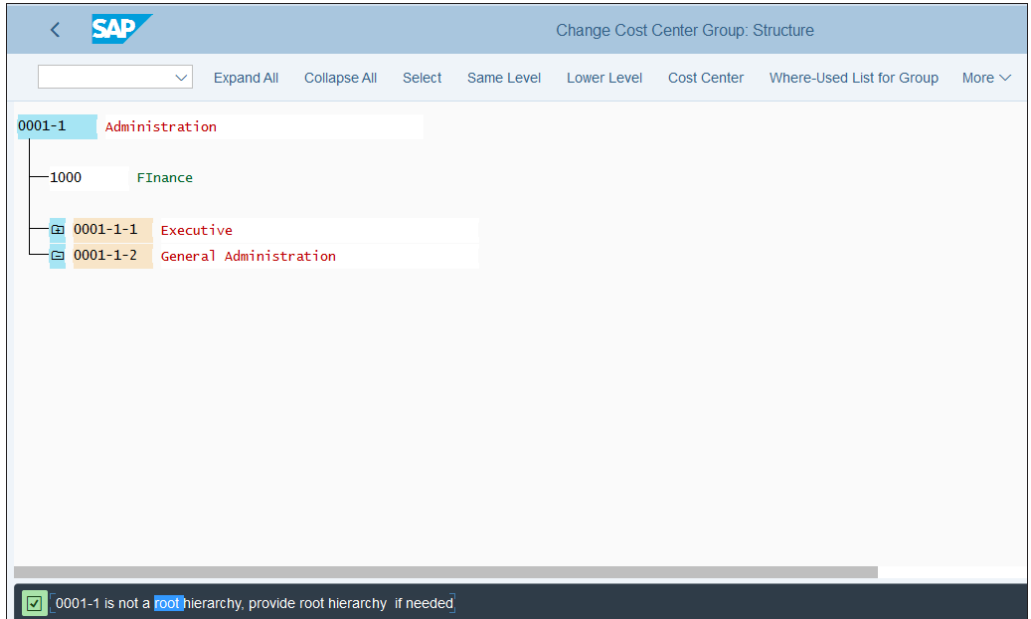 SAP Change Cost Center Group: Structure
Expand All Collapse All Select Same Level Lower Level Cost Center Where-Used List for Group More
0001-1 Administration
1000 FInance
0001-1-1 Executive
0001-1-2 General Administration
0001-1 is not a root hierarchy, provide root hierarchy if needed